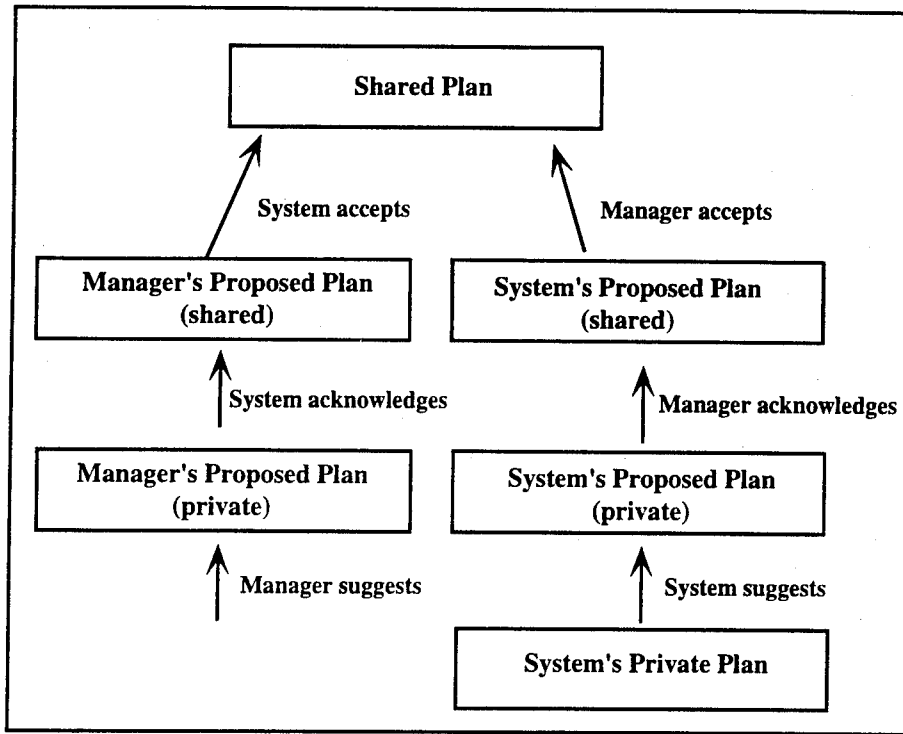 Shared Plan
System accepts
Manager accepts
Manager's Proposed Plan
(shared)
System's Proposed Plan
(shared)
System acknowledges
Manager acknowledges
Manager's Proposed Plan
(private)
System's Proposed Plan
(private)
Manager suggests
System suggests
System's Private Plan